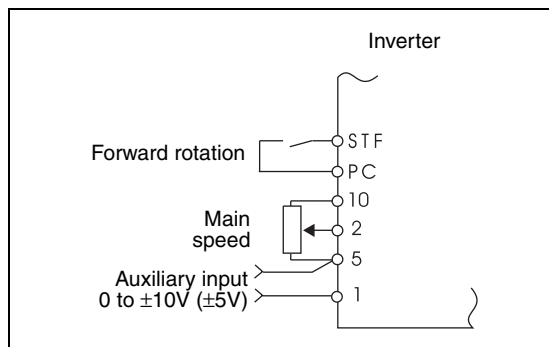 Inverter
STF
Forward rotation
PC
10
Main
speed
2
5
Auxiliary input
0 to ±10V (±5V)
1